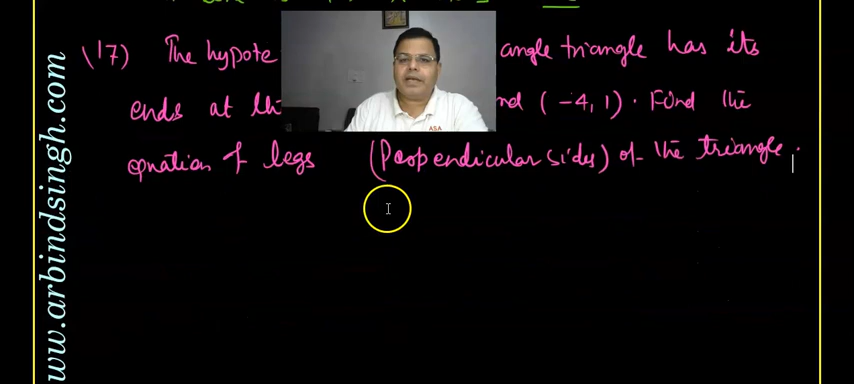 (17) The hypote angle triangle has its
ends at th nd (-4, 1). Find the
equation of legs (Perpendicular sides) of the triangle.
ASA
www.arbindsingh.com